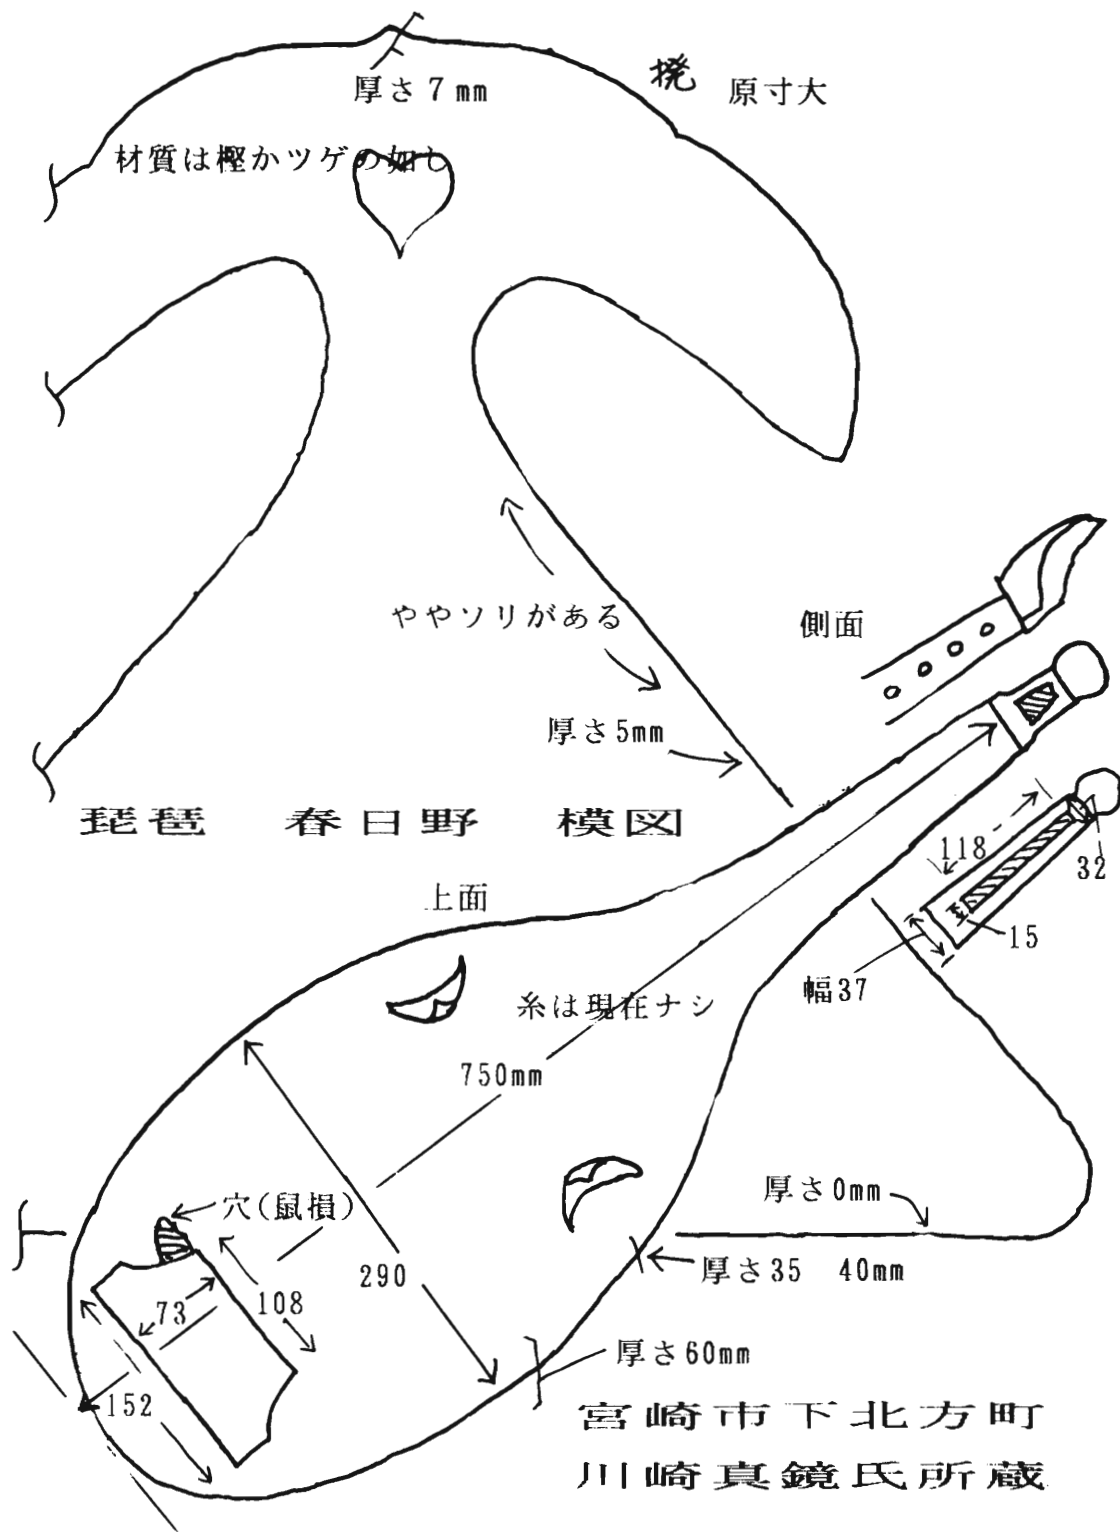 厚さ7mm
撥 原寸大
材質は樫かツゲの如し
ややソリがある
側面
厚さ5mm
琵琶 春日野 模図
118
32
上面
15
幅37
糸は現在ナシ
750mm
厚さ0mm
穴(鼠損)
厚さ35 40mm
290
108
73
厚さ60mm
152
宮崎市下北方町
川崎真鏡氏所蔵